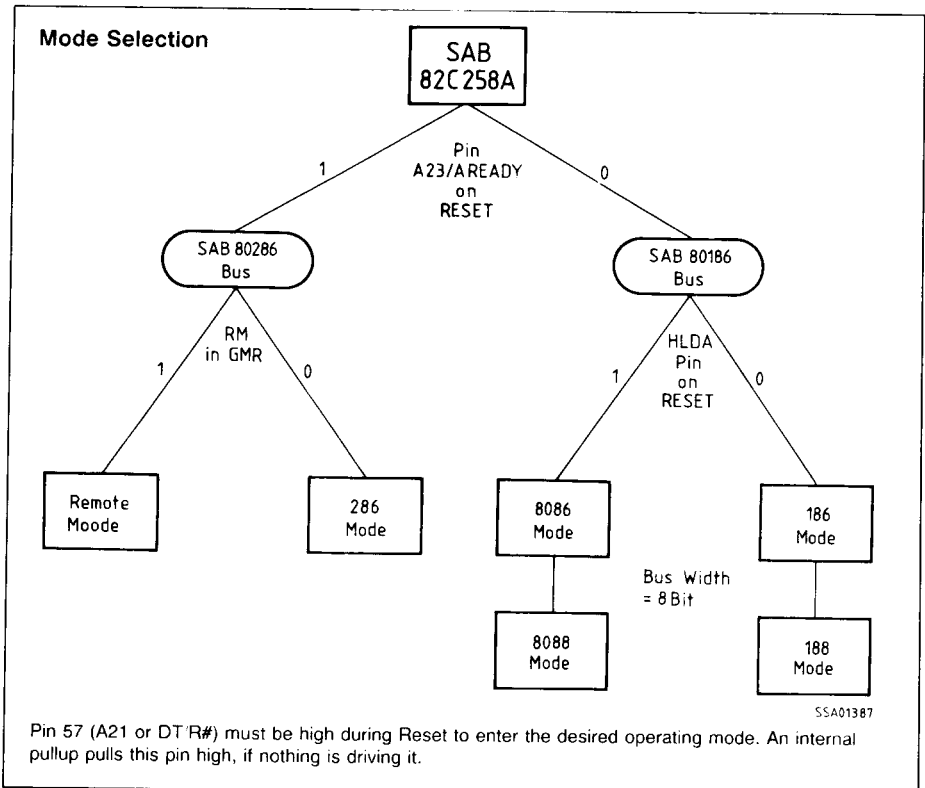 Mode Selection
SAB
82C258A
1
Pin
A23/AREADY
on
RESET
0
SAB 80286
Bus
SAB 80186
Bus
1
RM
in GMR
0
1
HLDA
Pin
on
RESET
0
Remote
Moode
286
Mode
8086
Mode
186
Mode
Bus Width
= 8 Bit
8088
Mode
188
Mode
SSA01387
Pin 57 (A21 or DT'R#) must be high during Reset to enter the desired operating mode. An internal
pullup pulls this pin high, if nothing is driving it.